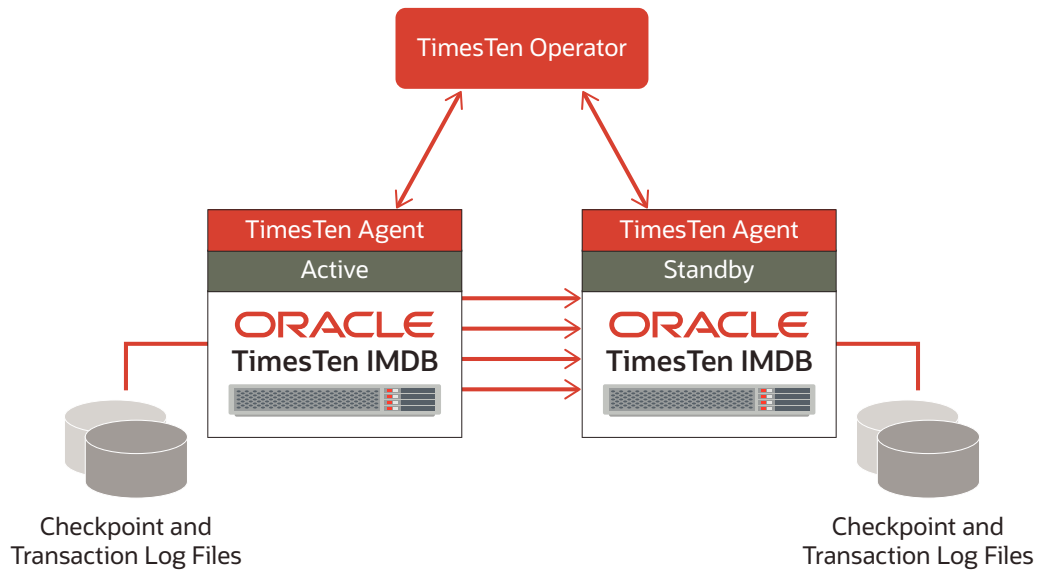 TimesTen Operator
TimesTen Agent
Active
ORACLE
TimesTen IMDB
TimesTen Agent
Standby
ORACLE
TimesTen IMDB
Checkpoint and
Transaction Log Files
Checkpoint and
Transaction Log Files